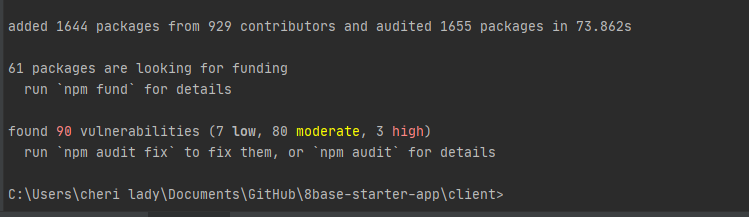 added 1644 packages from 929 contributors and audited 1655 packages in 73.862s
61 packages are looking for funding
run `npm fund` for details
found 90 vulnerabilities (7 low, 80 moderate, 3 high)
run `npm audit fix` to fix them, or `npm audit` for details
C:\Users\cheri lady\Documents\GitHub\8base-starter-app\client>